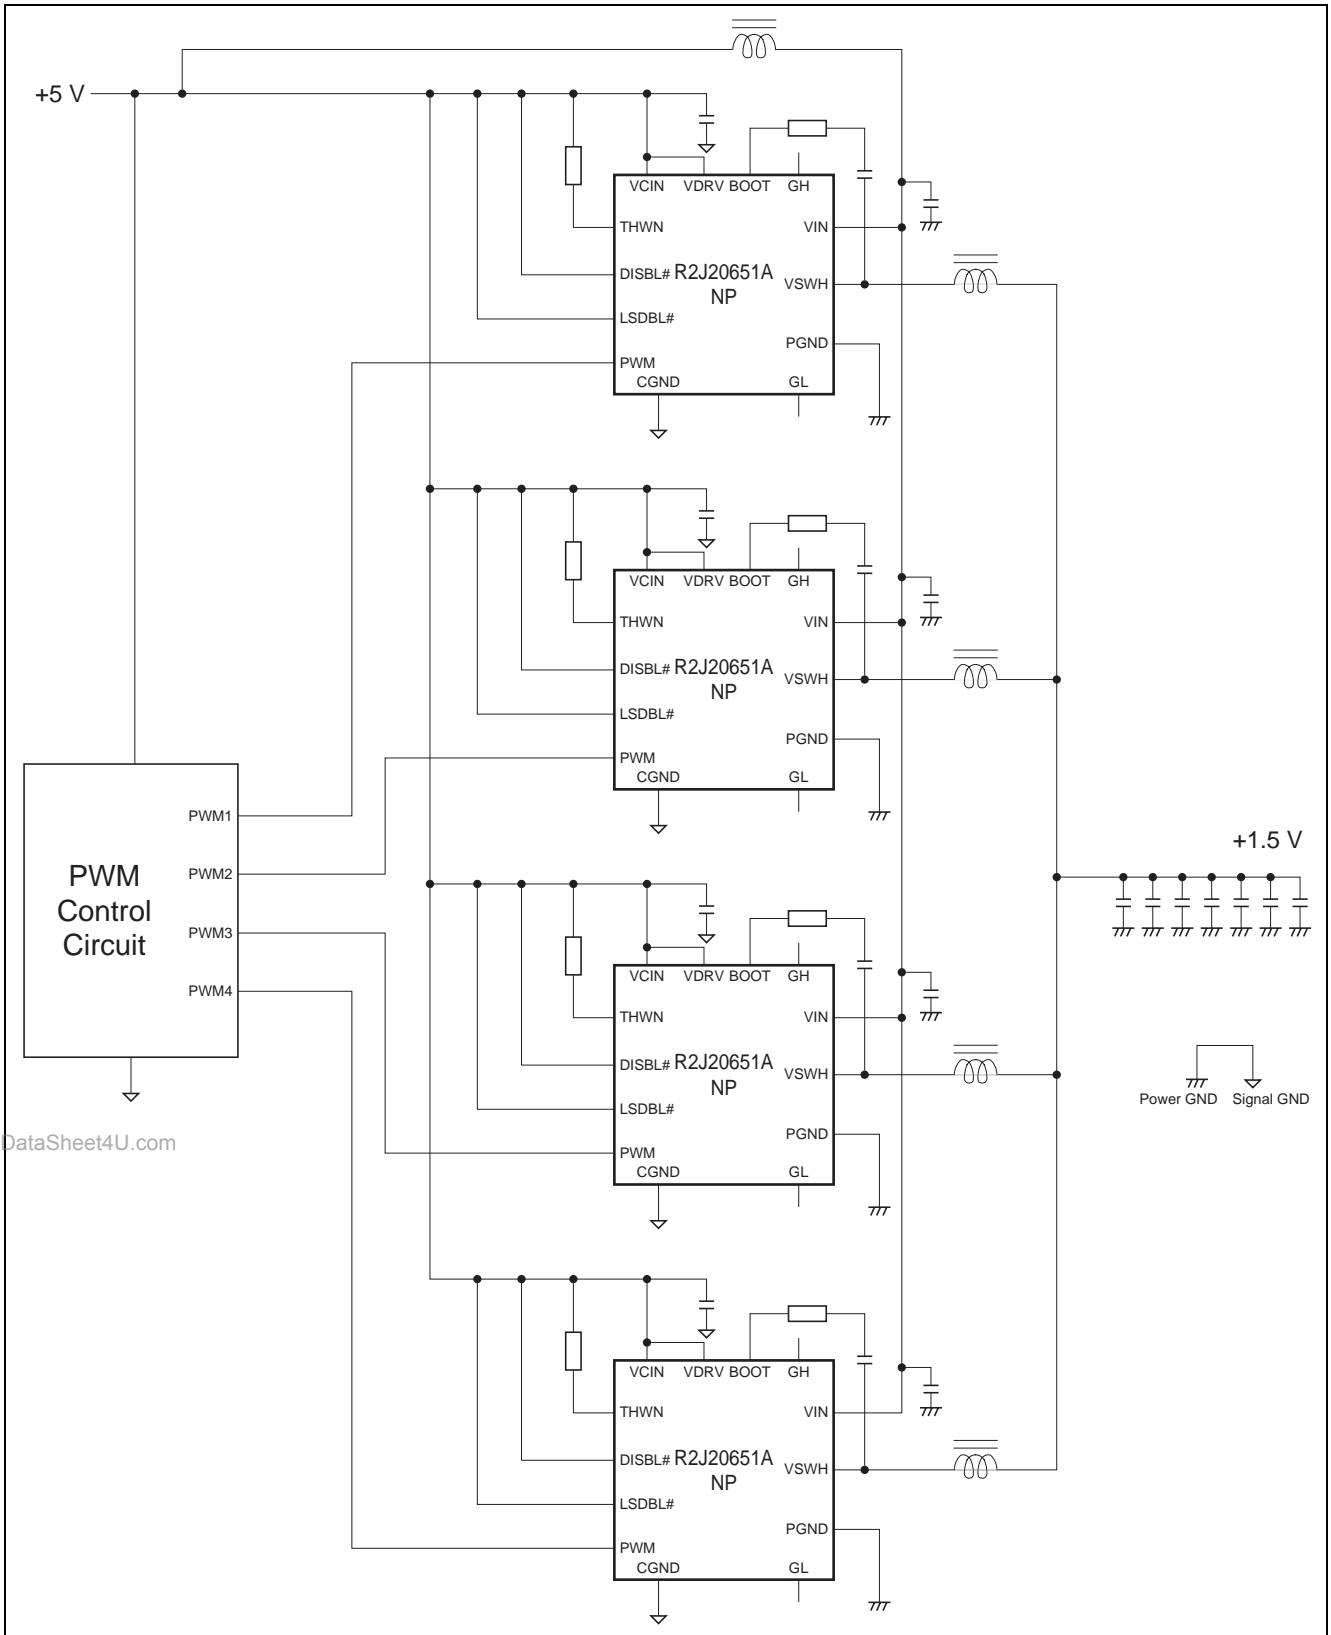 +5 V
VCIN VDRV BOOT GH
THWN VIN
DISBL# R2J20651A
NP VSWH
LSDBL#
PGND
PWM
CGND GL
VCIN VDRV BOOT GH
THWN VIN
DISBL# R2J20651A
NP VSWH
LSDBL#
PGND
PWM
CGND GL
PWM
Control
Circuit
PWM1
PWM2
PWM3
PWM4
+1.5 V
VCIN VDRV BOOT GH
THWN VIN
DISBL# R2J20651A
NP VSWH
LSDBL#
PGND
PWM
CGND GL
Power GND Signal GND
DataSheet4U.com
VCIN VDRV BOOT GH
THWN VIN
DISBL# R2J20651A
NP VSWH
LSDBL#
PGND
PWM
CGND GL